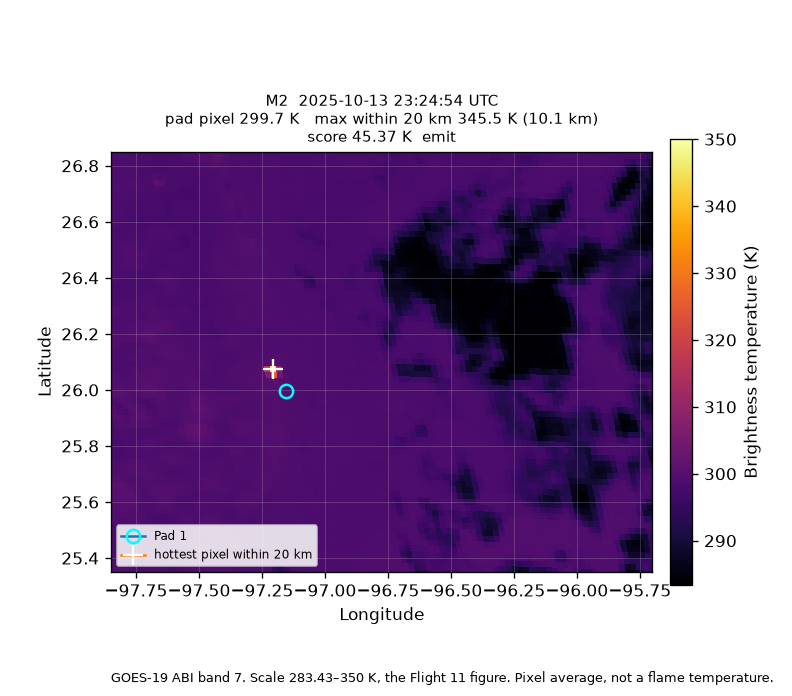 M2  2025-10-13 23:24:54 UTC
pad pixel 299.7 K   max within 20 km 345.5 K (10.1 km)
score 45.37 K  emit
350
340
330
320
310
300
290
Brightness temperature (K)
26.8
26.6
26.4
26.2
26.0
25.8
25.6
25.4
Latitude
Pad 1
hottest pixel within 20 km
−97.75 −97.50 −97.25 −97.00 −96.75 −96.50 −96.25 −96.00 −95.75
Longitude
GOES-19 ABI band 7. Scale 283.43–350 K, the Flight 11 figure. Pixel average, not a flame temperature.